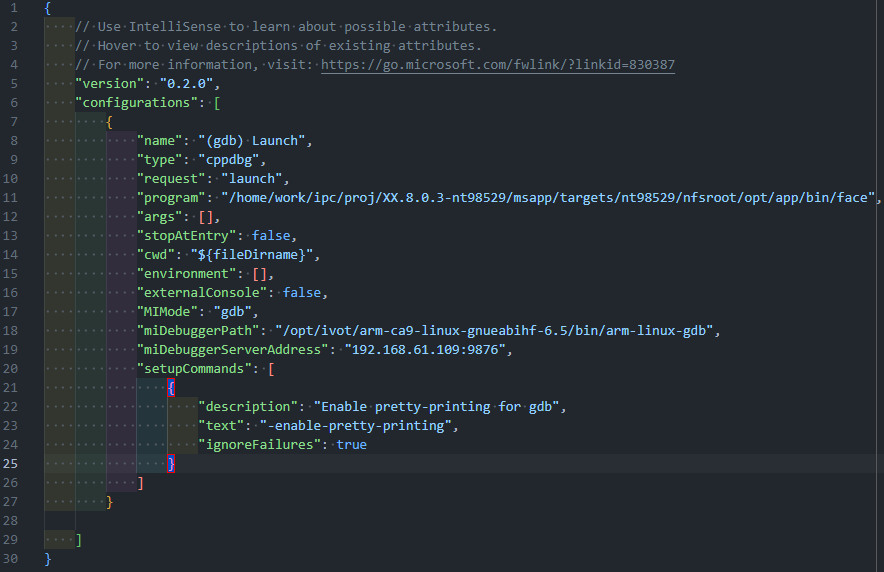 1 {
2 // Use IntelliSense to learn about possible attributes.
3 // Hover to view descriptions of existing attributes.
4 // For more information, visit: https://go.microsoft.com/fwlink/?linkid=830387
5 "version": "0.2.0",
6 "configurations": [
7 {
8 "name": "(gdb) Launch",
9 "type": "cppdbg",
10 "request": "launch",
11 "program": "/home/work/ipc/proj/XX.8.0.3-nt98529/msapp/targets/nt98529/nfsroot/opt/app/bin/face",
12 "args": [],
13 "stopAtEntry": false,
14 "cwd": "${fileDirname}",
15 "environment": [],
16 "externalConsole": false,
17 "MIMode": "gdb",
18 "miDebuggerPath": "/opt/ivot/arm-ca9-linux-gnueabihf-6.5/bin/arm-linux-gdb",
19 "miDebuggerServerAddress": "192.168.61.109:9876",
20 "setupCommands": [
21 {
22 "description": "Enable pretty-printing for gdb",
23 "text": "-enable-pretty-printing",
24 "ignoreFailures": true
25 }
26 ]
27 }
28
29 ]
30 }